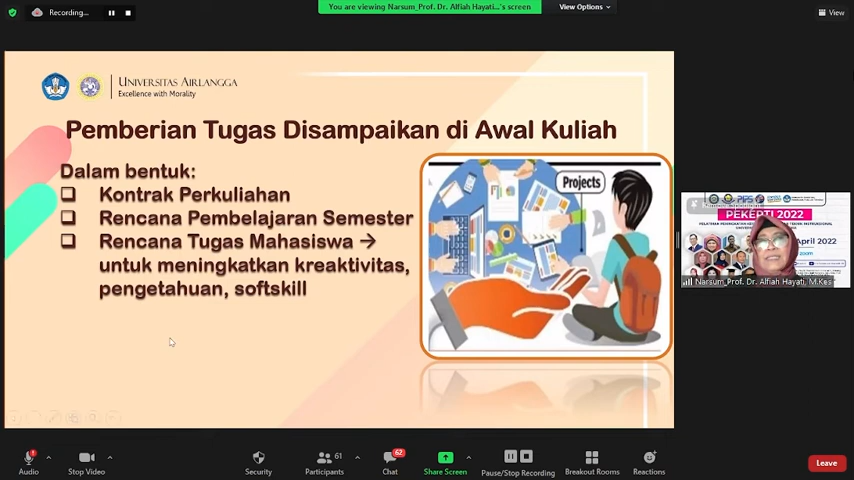 Recording...
You are viewing Narsum_Prof. Dr. Alfiah Hayati...'s screen
View Options
View
UNIVERSITAS AIRLANGGA
Excellence with Morality
Pemberian Tugas Disampaikan di Awal Kuliah
Dalam bentuk:
Kontrak Perkuliahan
Rencana Pembelajaran Semester
Rencana Tugas Mahasiswa →
untuk meningkatkan kreaktivitas,
pengetahuan, softskill
Projects
PIPS
PEKERTI 2022
April 2022
zoom
Narsum_Prof. Dr. Alfiah Hayati, M.Kes
Audio
Stop Video
Security
61
Participants
62
Chat
Share Screen
Pause/Stop Recording
Breakout Rooms
Reactions
Leave